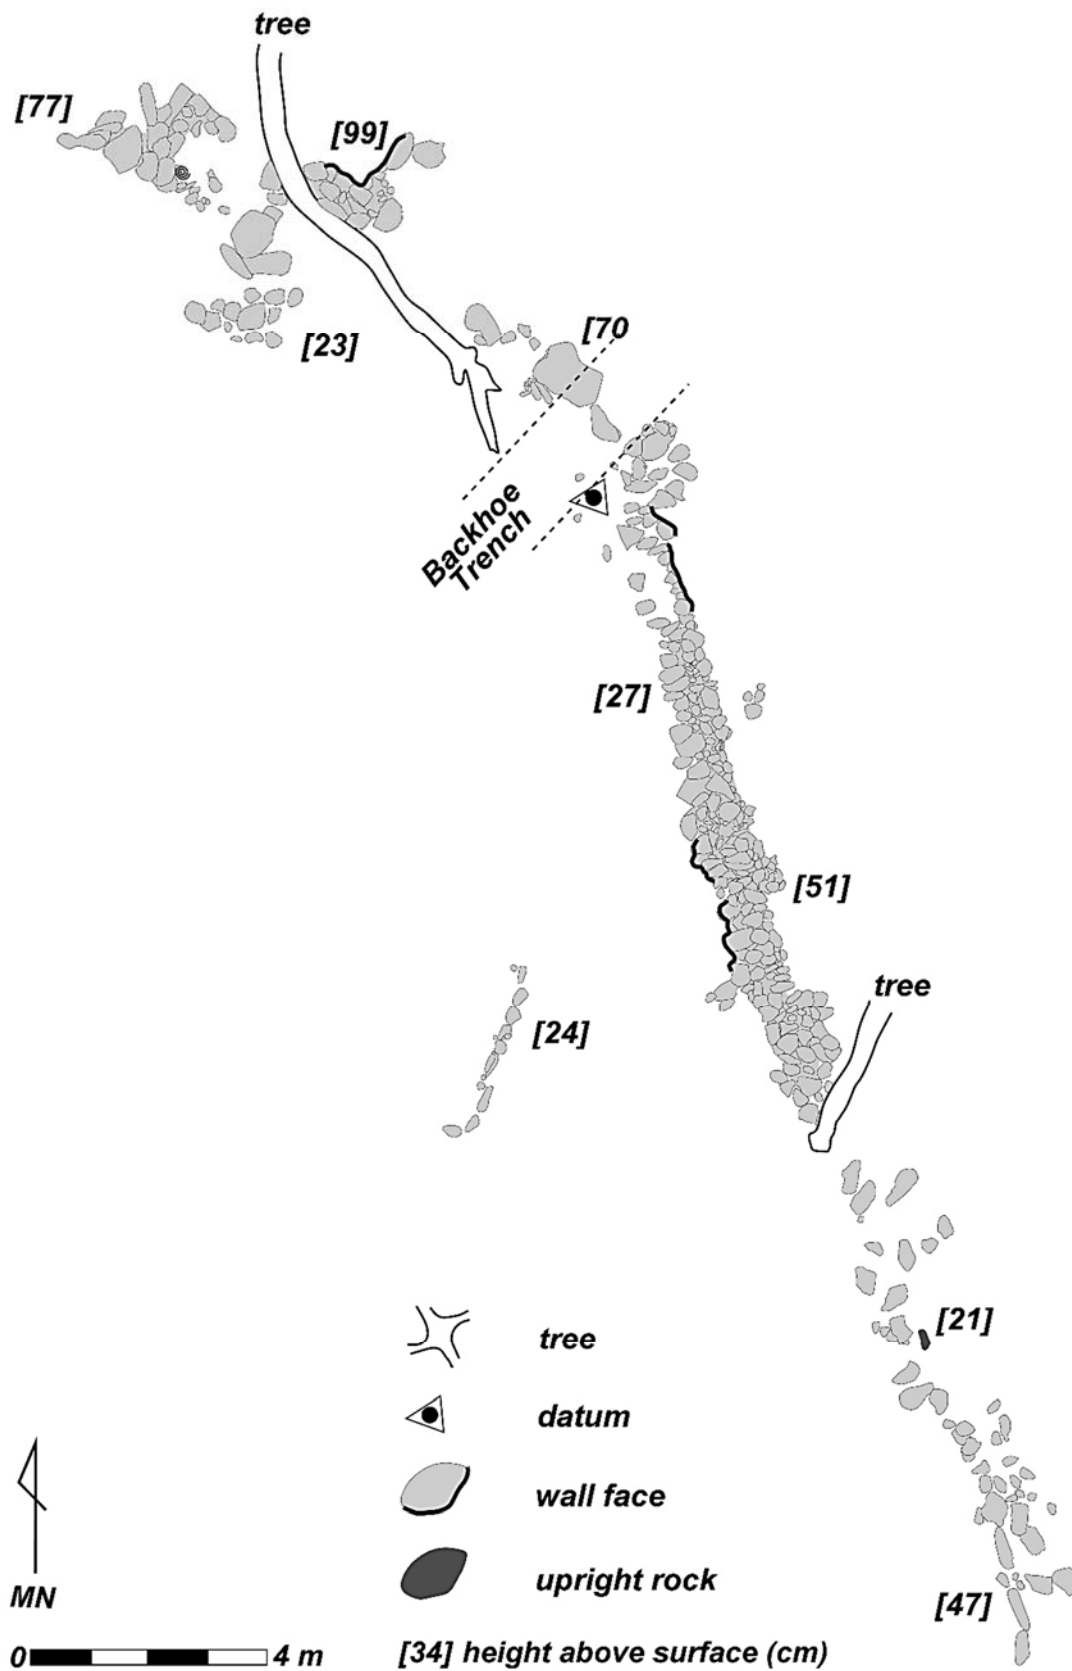 tree
[77]
[99]
[70
[23]
Backhoe
Trench
[27]
[51]
tree
[24]
[21]
tree
datum
wall face
upright rock
MN
[47]
0 4 m
[34] height above surface (cm)